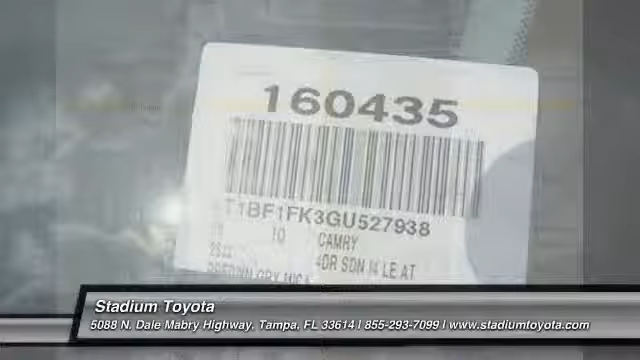 160435
T1BF1FK3GU527938
10 CAMRY
4DR SDN I4 LE AT
Stadium Toyota
5088 N. Dale Mabry Highway, Tampa, FL 33614 | 855-293-7099 | www.stadiumtoyota.com